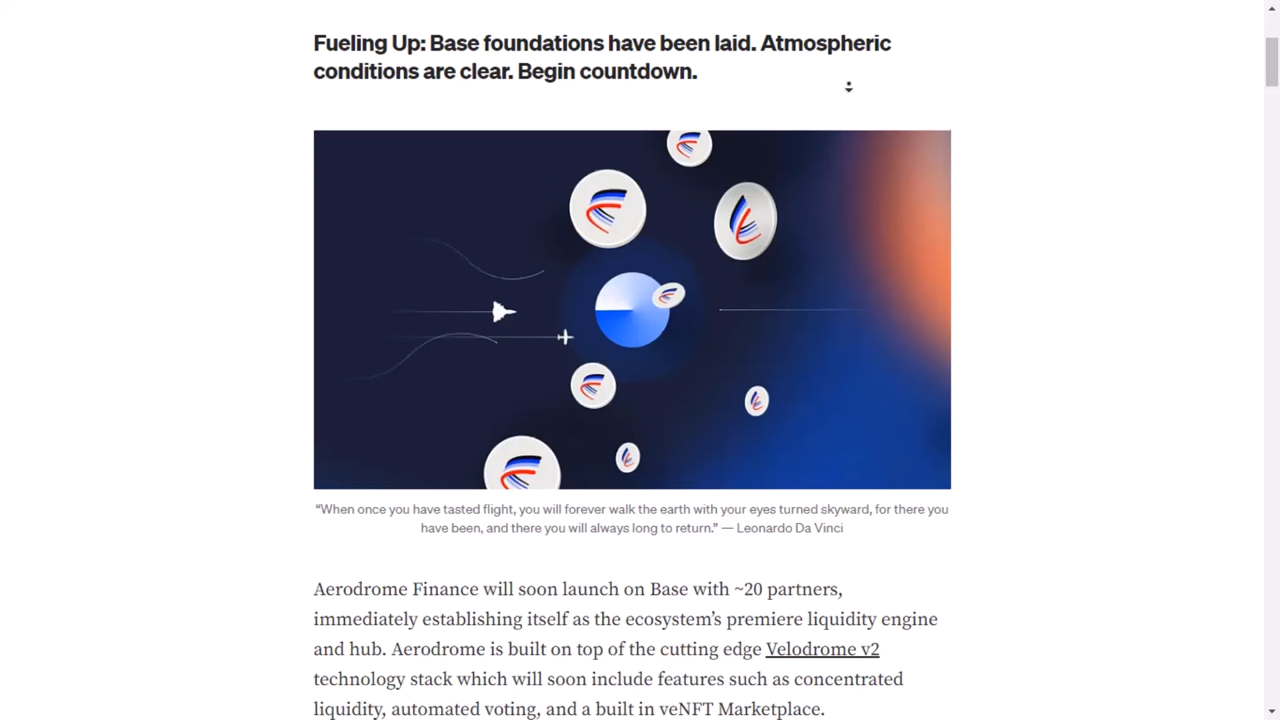 Fueling Up: Base foundations have been laid. Atmospheric
conditions are clear. Begin countdown.
“When once you have tasted flight, you will forever walk the earth with your eyes turned skyward, for there you
have been, and there you will always long to return.” — Leonardo Da Vinci
Aerodrome Finance will soon launch on Base with ~20 partners,
immediately establishing itself as the ecosystem’s premiere liquidity engine
and hub. Aerodrome is built on top of the cutting edge Velodrome v2
technology stack which will soon include features such as concentrated
liquidity, automated voting, and a built in veNFT Marketplace.